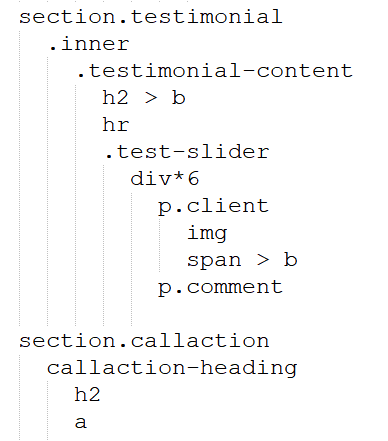 section.testimonial
.inner
.testimonial-content
h2 > b
hr
.test-slider
div*6
p.client
img
span > b
p.comment
section.callaction
callaction-heading
h2
a